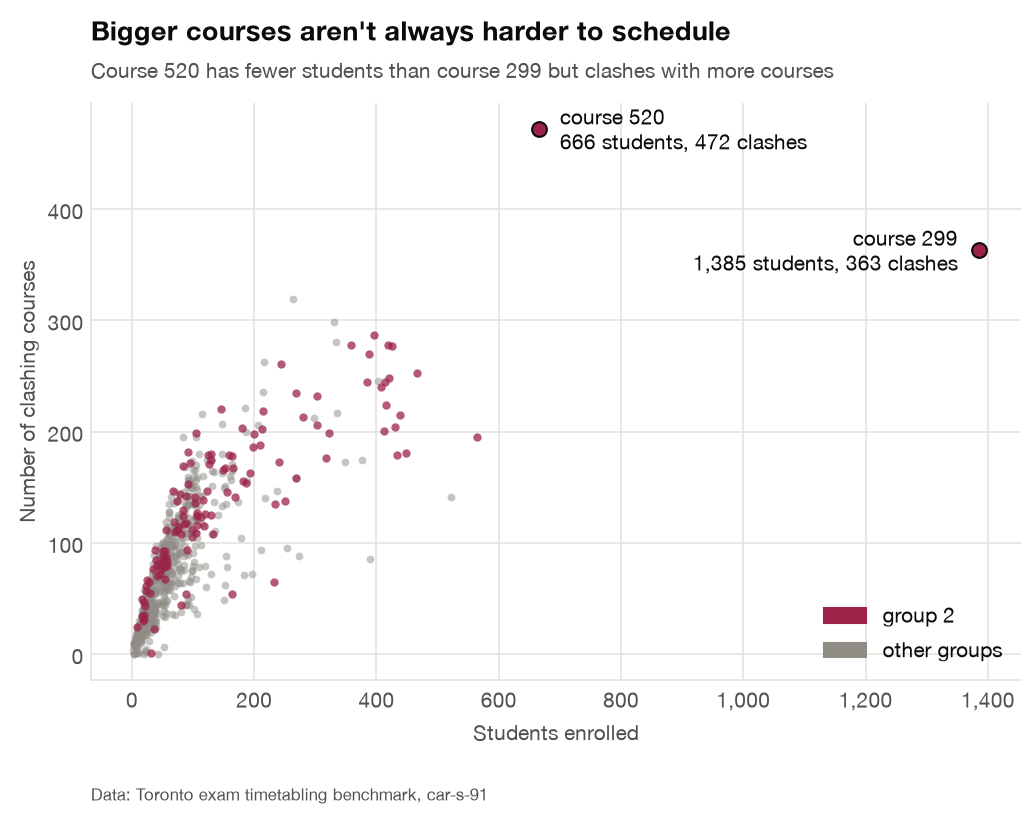 Bigger courses aren't always harder to schedule
Course 520 has fewer students than course 299 but clashes with more courses
course 520
666 students, 472 clashes
course 299
1,385 students, 363 clashes
Number of clashing courses
400
300
200
100
0
group 2
other groups
0 200 400 600 800 1,000 1,200 1,400
Students enrolled
Data: Toronto exam timetabling benchmark, car-s-91